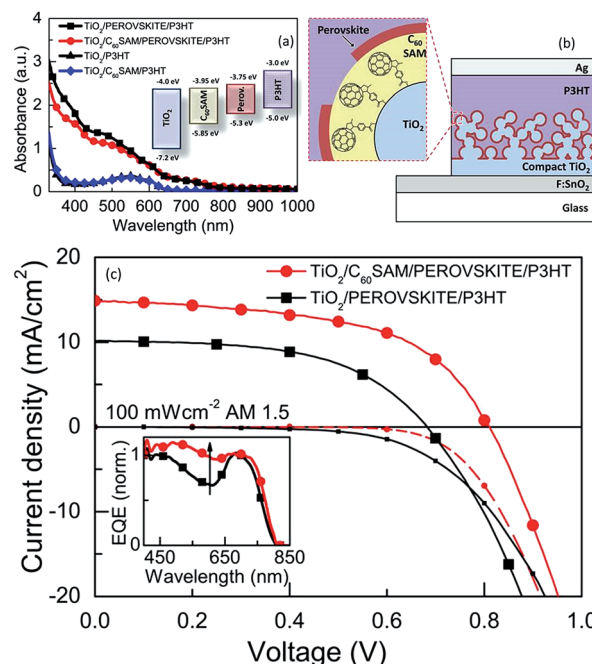 TiO2/PEROVSKITE/P3HT
TiO2/C60SAM/PEROVSKITE/P3HT
TiO2/P3HT
TiO2/C60SAM/P3HT
(a)
Absorbance (a.u.)
3
2
1
0
400 500 600 700 800 900 1000
Wavelength (nm)
-4.0 eV
-3.95 eV
-3.75 eV
-3.0 eV
TiO2
C60SAM
Perov.
P3HT
-7.2 eV
-5.85 eV
-5.3 eV
-5.0 eV
Perovskite
C60
SAM
TiO2
(b)
Ag
P3HT
Compact TiO2
F:SnO2
Glass
(c)
TiO2/C60SAM/PEROVSKITE/P3HT
TiO2/PEROVSKITE/P3HT
Current density (mA/cm2)
20
10
0
-10
-20
100 mWcm-2 AM 1.5
EQE (norm.)
1
0
450 650 850
Wavelength (nm)
0.0 0.2 0.4 0.6 0.8 1.0
Voltage (V)